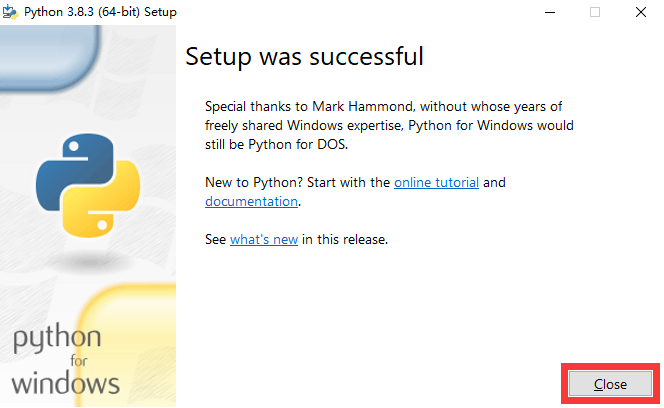 Python 3.8.3 (64-bit) Setup
Setup was successful
Special thanks to Mark Hammond, without whose years of
freely shared Windows expertise, Python for Windows would
still be Python for DOS.
New to Python? Start with the online tutorial and
documentation.
See what's new in this release.
python
for
windows
Close